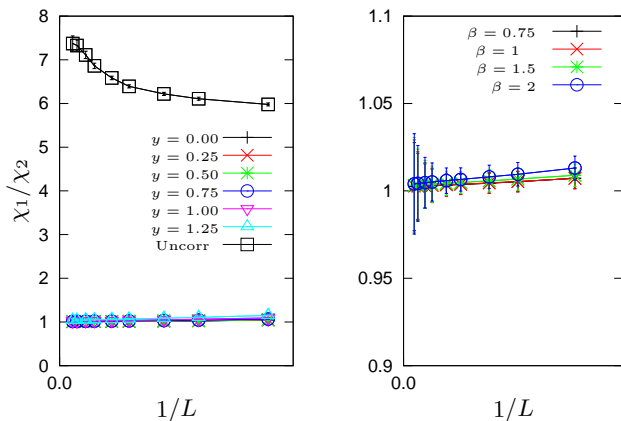 8
7
6
5
4
3
2
1
0
χ1/χ2
y = 0.00
y = 0.25
y = 0.50
y = 0.75
y = 1.00
y = 1.25
Uncorr
0.0
1/L
1.1
1.05
1
0.95
0.9
β = 0.75
β = 1
β = 1.5
β = 2
0.0
1/L